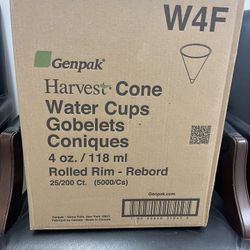 W4F
Genpak®
Harvest® Cone
Water Cups
Gobelets
Coniques
4 oz. / 118 ml
Rolled Rim - Rebord
25/200 Ct. (5000/Cs)
Genpak.com